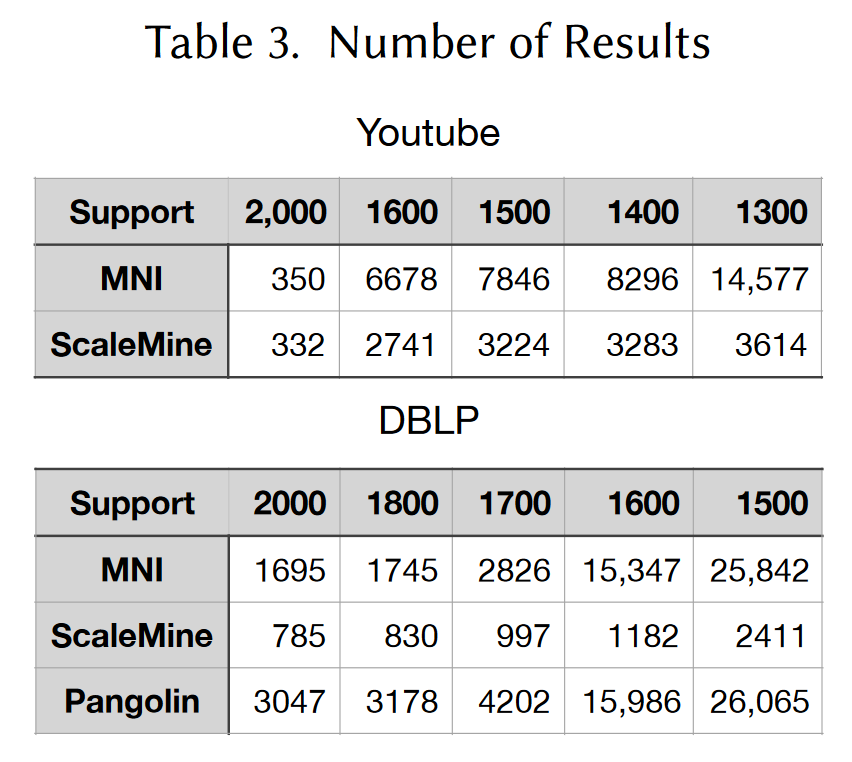 Table 3. Number of Results
Youtube
Support 2,000 1600 1500 1400 1300
MNI 350 6678 7846 8296 14,577
ScaleMine 332 2741 3224 3283 3614
DBLP
Support 2000 1800 1700 1600 1500
MNI 1695 1745 2826 15,347 25,842
ScaleMine 785 830 997 1182 2411
Pangolin 3047 3178 4202 15,986 26,065